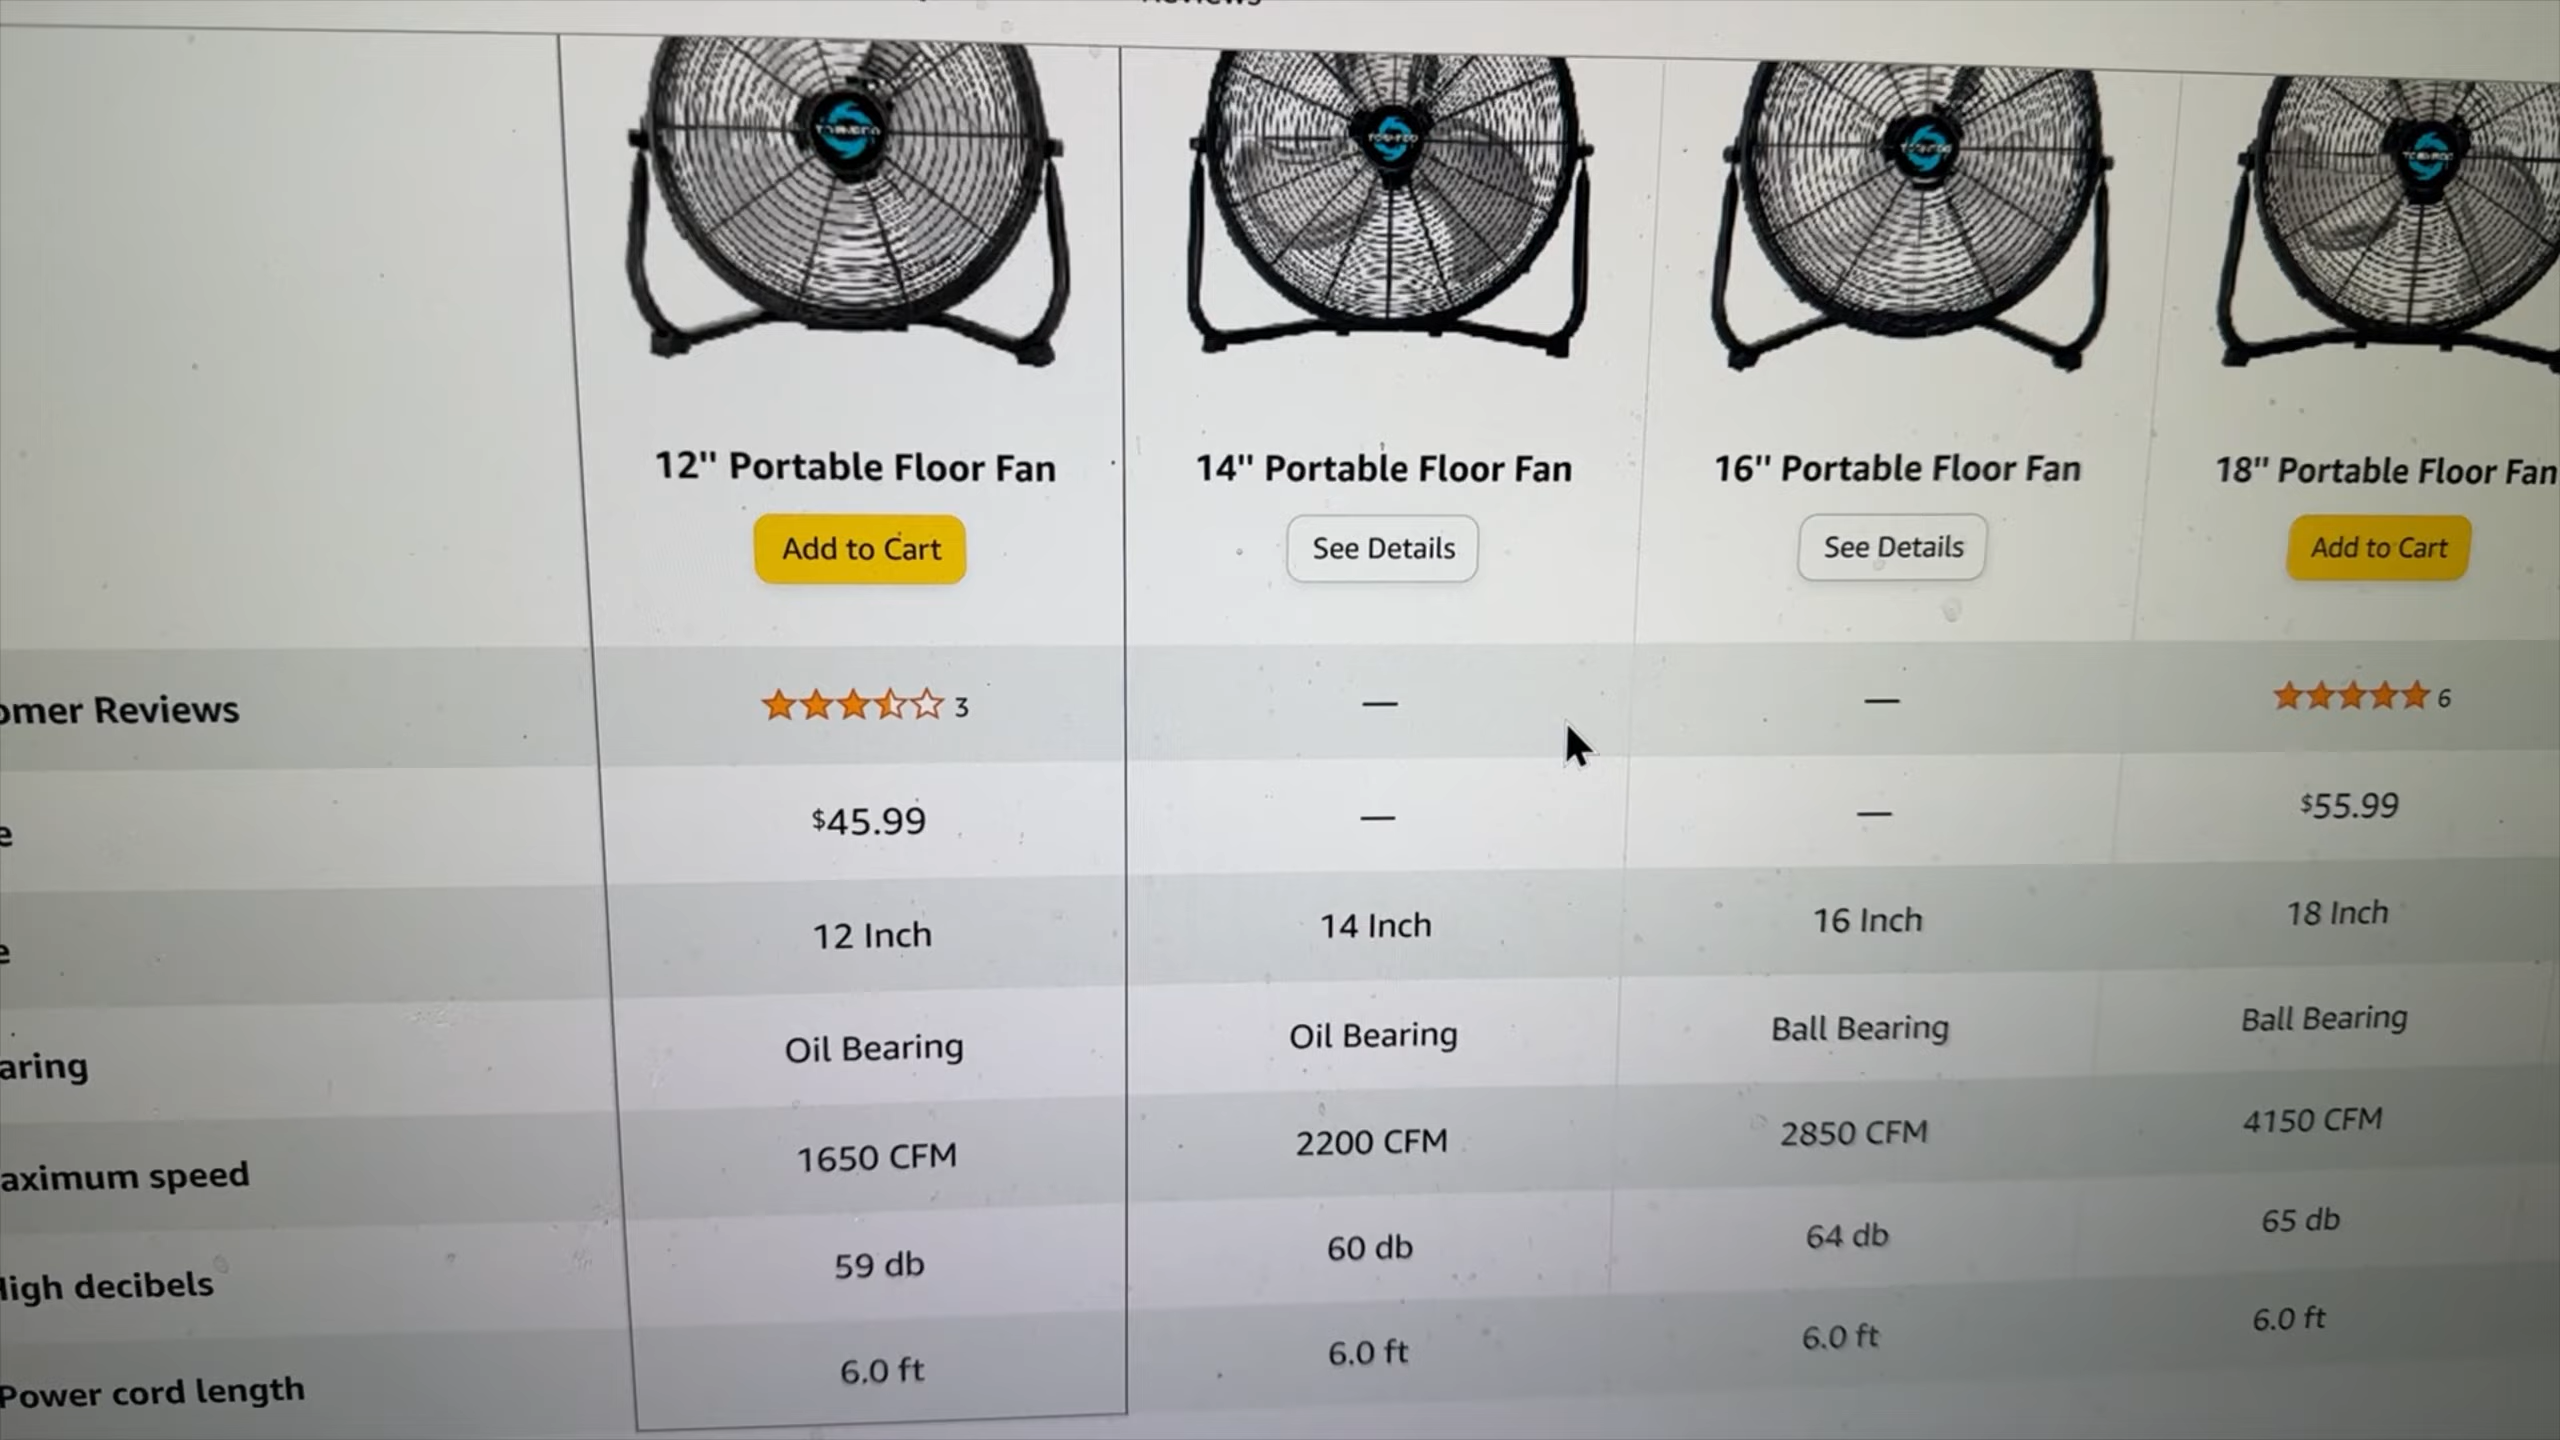 12" Portable Floor Fan 14" Portable Floor Fan 16" Portable Floor Fan 18" Portable Floor Fan
Add to Cart See Details See Details Add to Cart
Reviews 3 — — 6
$45.99 — — $55.99
12 Inch 14 Inch 16 Inch 18 Inch
Oil Bearing Oil Bearing Ball Bearing Ball Bearing
aximum speed 1650 CFM 2200 CFM 2850 CFM 4150 CFM
High decibels 59 db 60 db 64 db 65 db
Power cord length 6.0 ft 6.0 ft 6.0 ft 6.0 ft